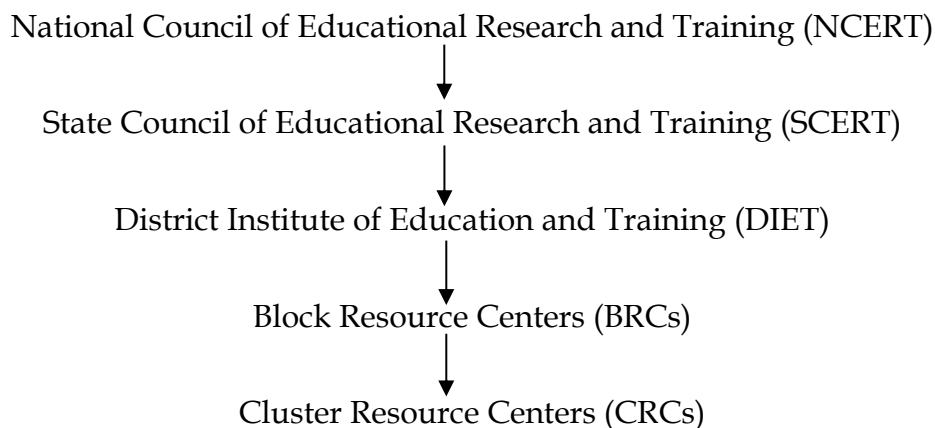 National Council of Educational Research and Training (NCERT)
State Council of Educational Research and Training (SCERT)
District Institute of Education and Training (DIET)
Block Resource Centers (BRCs)
Cluster Resource Centers (CRCs)